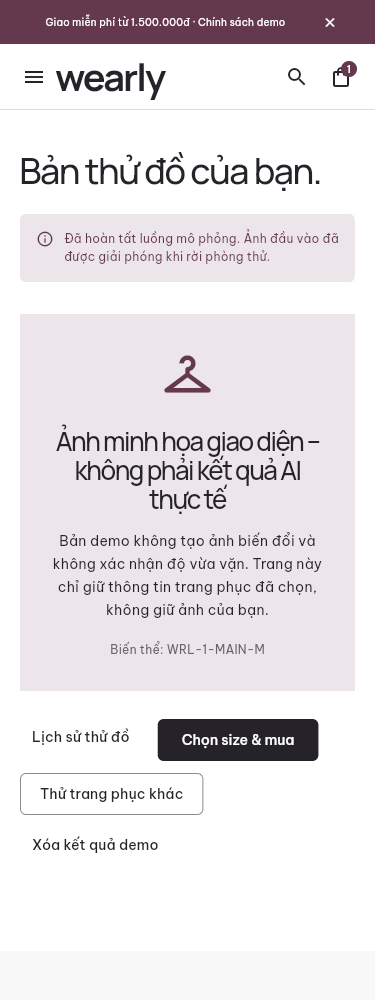 Giao miễn phí từ 1.500.000đ · Chính sách demo
wearly
1
Bản thử đồ của bạn.
Đã hoàn tất luồng mô phỏng. Ảnh đầu vào đã
được giải phóng khi rời phòng thử.
Ảnh minh họa giao diện –
không phải kết quả AI
thực tế
Bản demo không tạo ảnh biến đổi và
không xác nhận độ vừa vặn. Trang này
chỉ giữ thông tin trang phục đã chọn,
không giữ ảnh của bạn.
Biến thể: WRL-1-MAIN-M
Lịch sử thử đồ
Chọn size & mua
Thử trang phục khác
Xóa kết quả demo